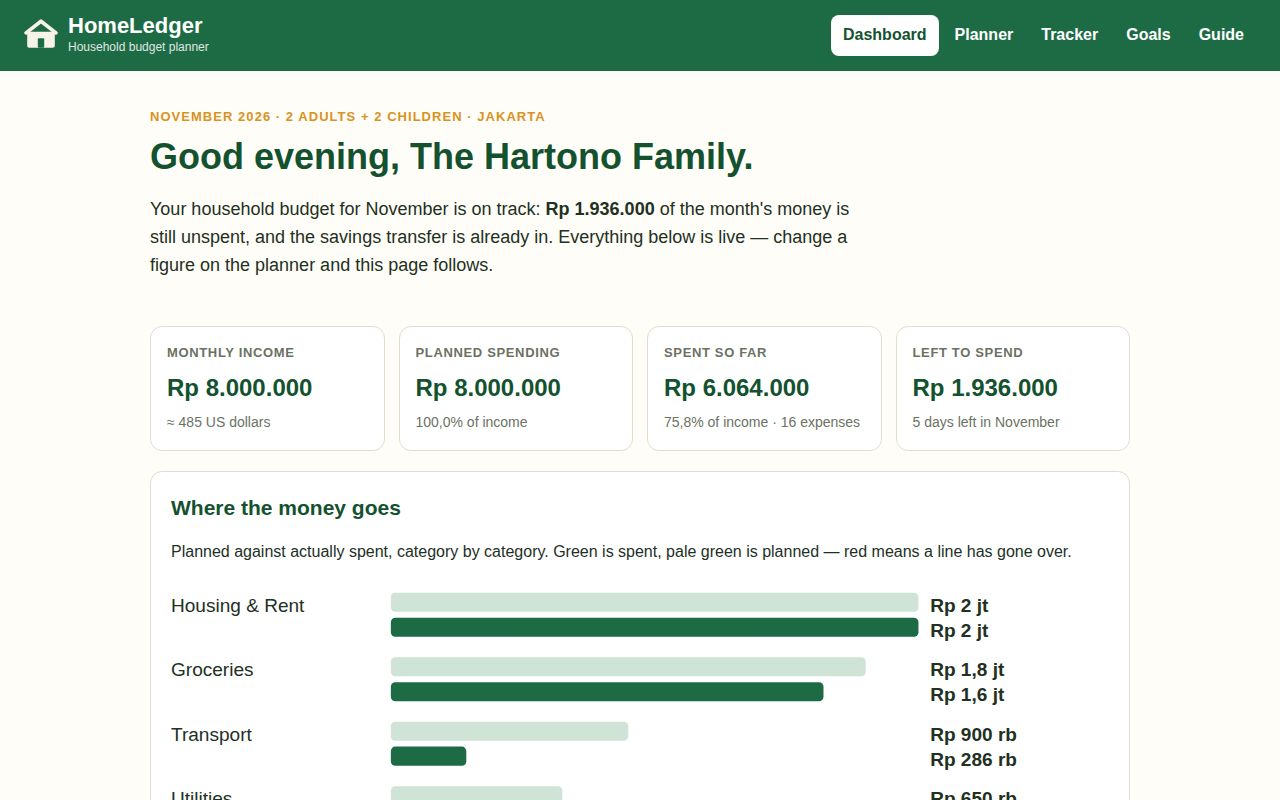 HomeLedger
Household budget planner
Dashboard Planner Tracker Goals Guide
NOVEMBER 2026 · 2 ADULTS + 2 CHILDREN · JAKARTA
Good evening, The Hartono Family.
Your household budget for November is on track: Rp 1.936.000 of the month's money is
still unspent, and the savings transfer is already in. Everything below is live — change a
figure on the planner and this page follows.
MONTHLY INCOME
Rp 8.000.000
≈ 485 US dollars
PLANNED SPENDING
Rp 8.000.000
100,0% of income
SPENT SO FAR
Rp 6.064.000
75,8% of income · 16 expenses
LEFT TO SPEND
Rp 1.936.000
5 days left in November
Where the money goes
Planned against actually spent, category by category. Green is spent, pale green is planned — red means a line has gone over.
Housing & Rent
Rp 2 jt
Rp 2 jt
Groceries
Rp 1,8 jt
Rp 1,6 jt
Transport
Rp 900 rb
Rp 286 rb
Utilities
Rp 650 rb